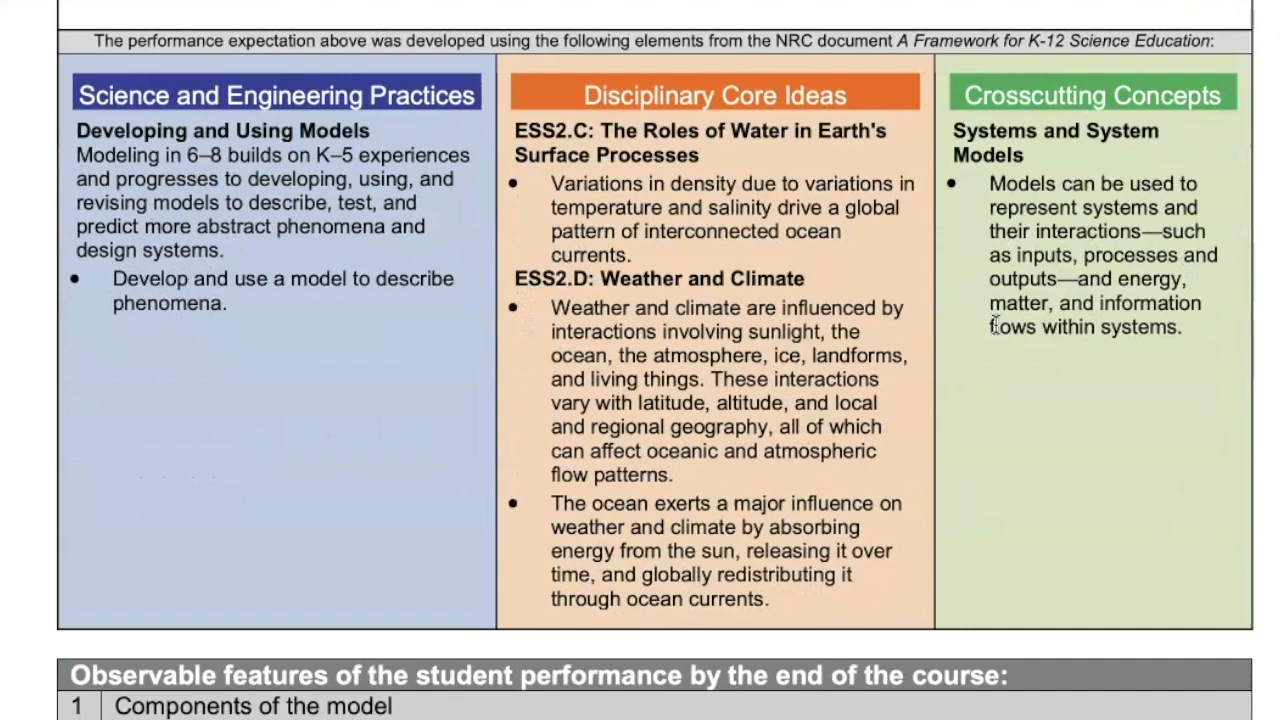 The performance expectation above was developed using the following elements from the NRC document A Framework for K-12 Science Education:
Science and Engineering Practices
Developing and Using Models
Modeling in 6–8 builds on K–5 experiences
and progresses to developing, using, and
revising models to describe, test, and
predict more abstract phenomena and
design systems.
• Develop and use a model to describe
phenomena.
Disciplinary Core Ideas
ESS2.C: The Roles of Water in Earth's
Surface Processes
• Variations in density due to variations in
temperature and salinity drive a global
pattern of interconnected ocean
currents.
ESS2.D: Weather and Climate
• Weather and climate are influenced by
interactions involving sunlight, the
ocean, the atmosphere, ice, landforms,
and living things. These interactions
vary with latitude, altitude, and local
and regional geography, all of which
can affect oceanic and atmospheric
flow patterns.
• The ocean exerts a major influence on
weather and climate by absorbing
energy from the sun, releasing it over
time, and globally redistributing it
through ocean currents.
Crosscutting Concepts
Systems and System
Models
• Models can be used to
represent systems and
their interactions—such
as inputs, processes and
outputs—and energy,
matter, and information
flows within systems.
Observable features of the student performance by the end of the course:
1 Components of the model